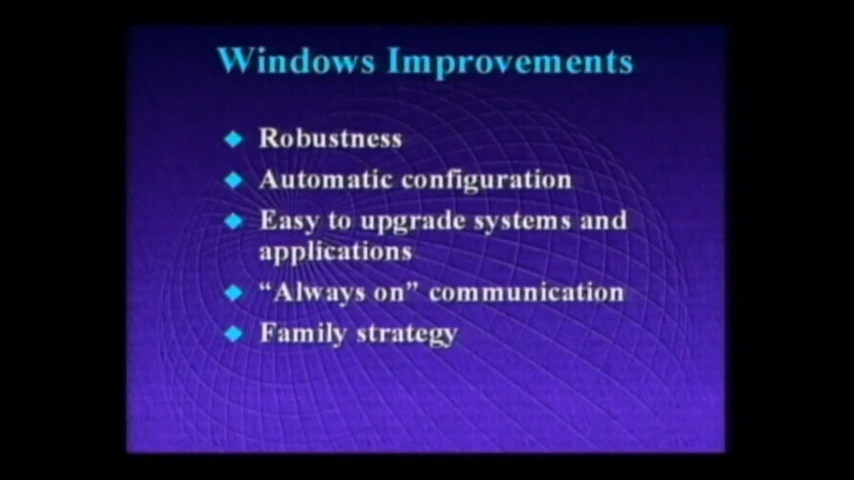 Windows Improvements
Robustness
Automatic configuration
Easy to upgrade systems and
applications
“Always on” communication
Family strategy